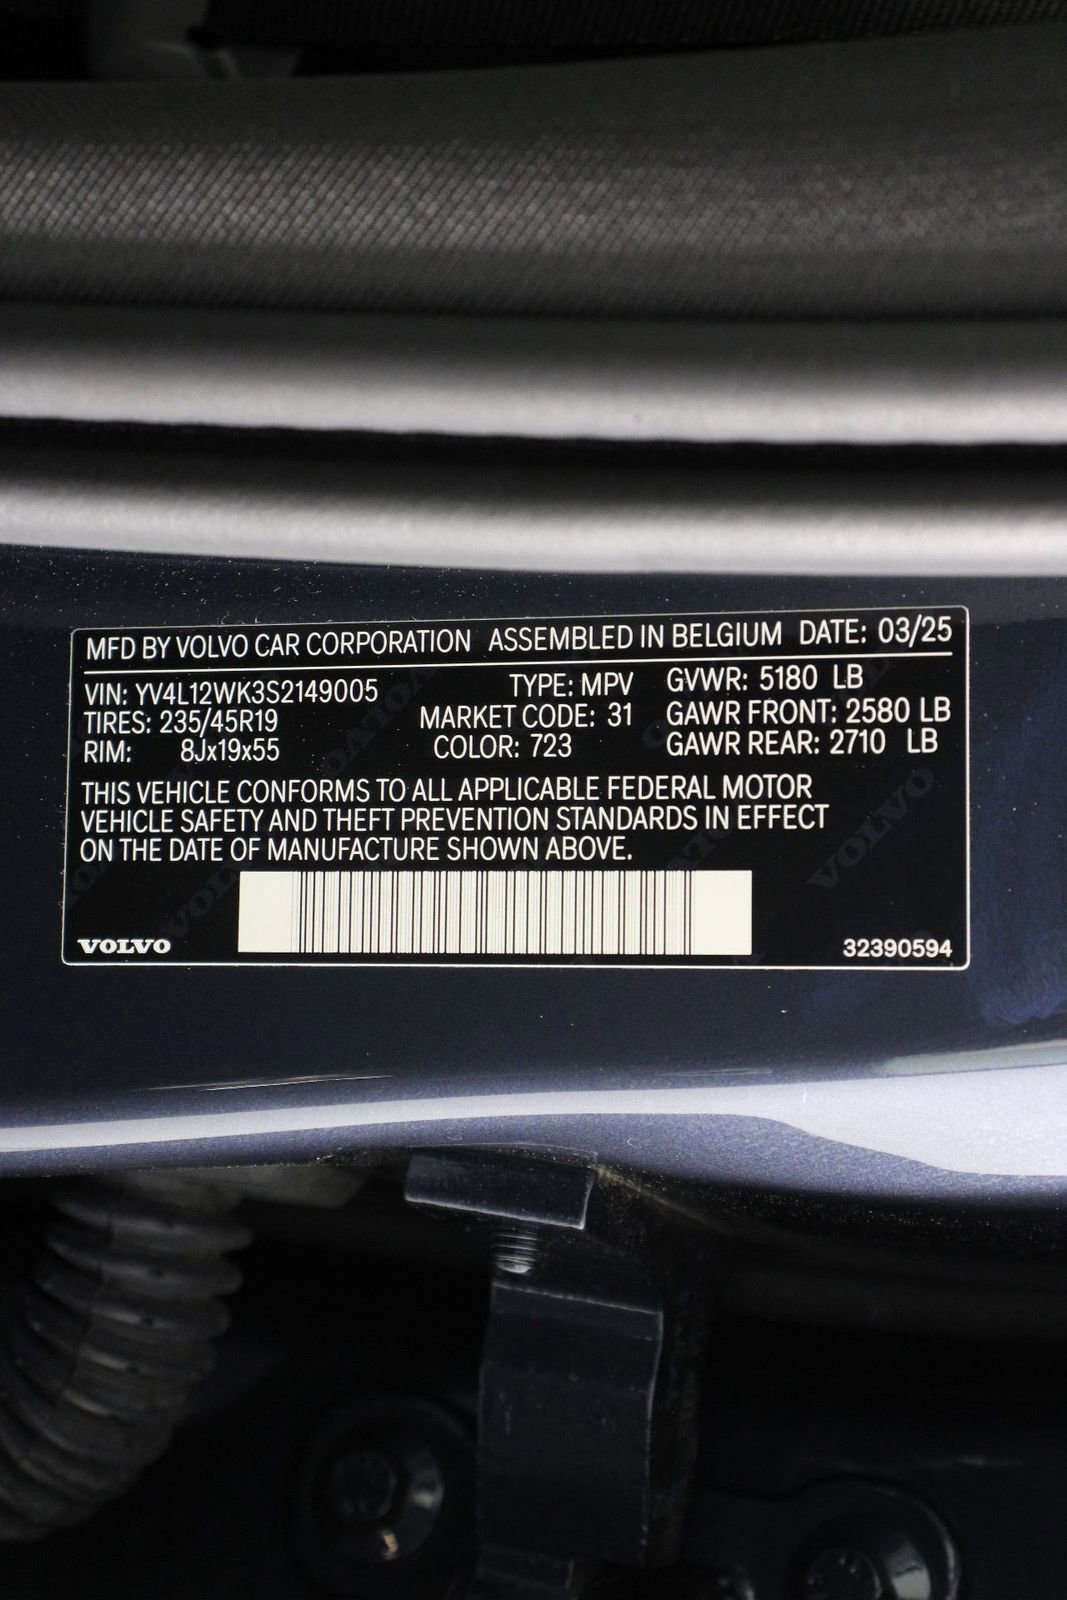 MFD BY VOLVO CAR CORPORATION ASSEMBLED IN BELGIUM DATE: 03/25
VIN: YV4L12WK3S2149005 TYPE: MPV GVWR: 5180 LB
TIRES: 235/45R19 MARKET CODE: 31 GAWR FRONT: 2580 LB
RIM: 8Jx19x55 COLOR: 723 GAWR REAR: 2710 LB
THIS VEHICLE CONFORMS TO ALL APPLICABLE FEDERAL MOTOR
VEHICLE SAFETY AND THEFT PREVENTION STANDARDS IN EFFECT
ON THE DATE OF MANUFACTURE SHOWN ABOVE.
VOLVO 32390594